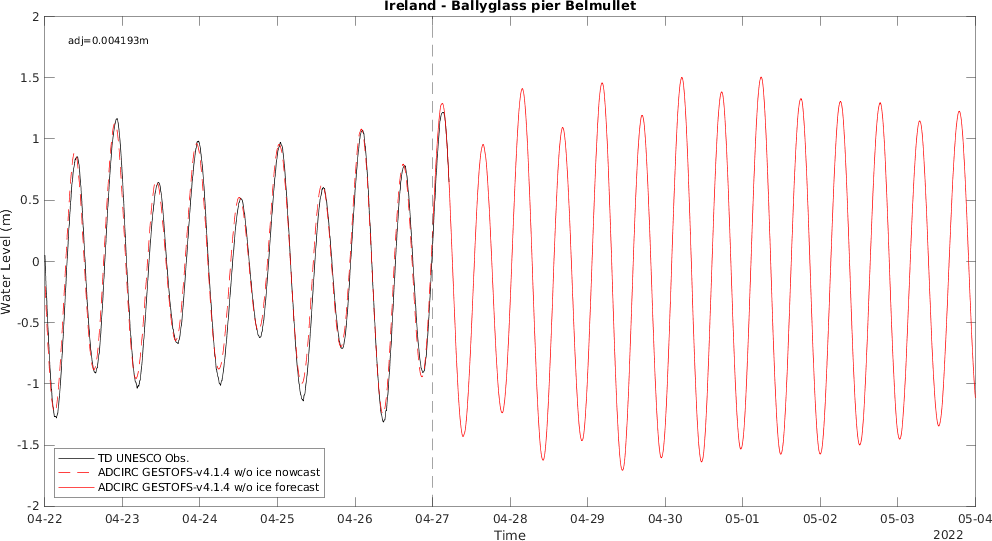 Ireland - Ballyglass pier Belmullet
adj=0.004193m
2
1.5
1
0.5
0
-0.5
-1
-1.5
-2
Water Level (m)
TD UNESCO Obs.
ADCIRC GESTOFS-v4.1.4 w/o ice nowcast
ADCIRC GESTOFS-v4.1.4 w/o ice forecast
04-22 04-23 04-24 04-25 04-26 04-27 04-28 04-29 04-30 05-01 05-02 05-03 05-04
Time
2022